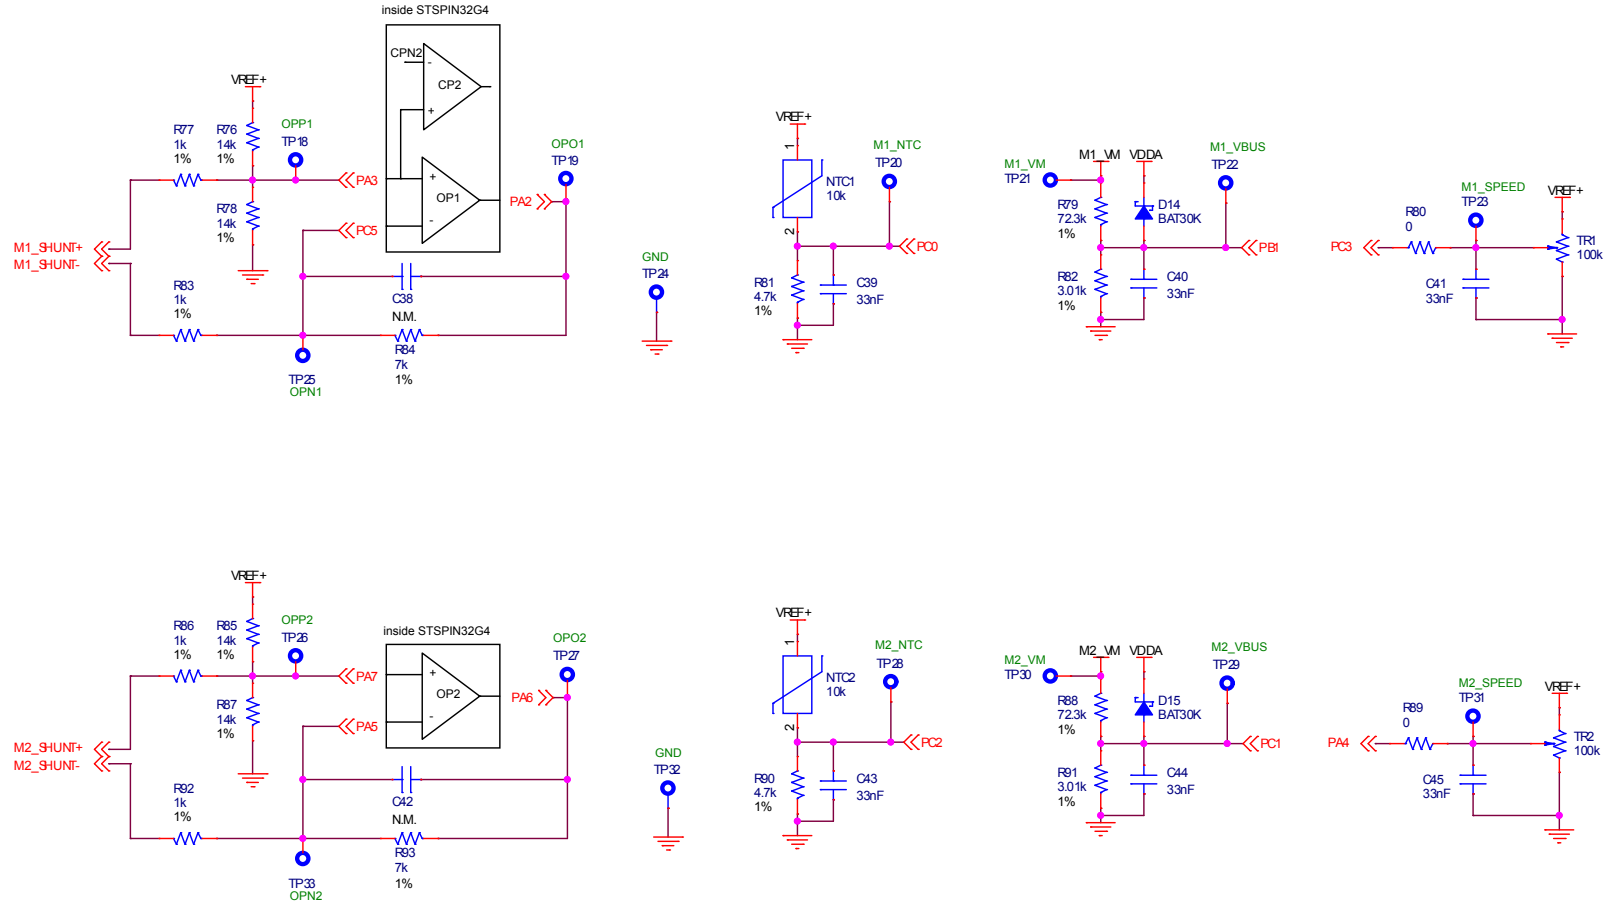 inside STSPIN32G4
CPN2
-
CP2
+
VREF+
R77
1k
1%
R76
14k
1%
OPP1
TP18
PA3
R78
14k
1%
PC5
+
OP1
-
OPO1
TP19
PA2
M1_SHUNT+
M1_SHUNT-
R83
1k
1%
C38
N.M.
R84
7k
1%
TP25
OPN1
GND
TP24
VREF+
1
NTC1
10k
2
M1_NTC
TP20
PC0
R81
4.7k
1%
C39
33nF
M1_VM
TP21
M1_VM
VDDA
R79
72.3k
1%
D14
BAT30K
M1_VBUS
TP22
PB1
R82
3.01k
1%
C40
33nF
M1_SPEED
TP23
VREF+
R80
0
PC3
TR1
100k
C41
33nF
VREF+
R86
1k
1%
R85
14k
1%
OPP2
TP26
PA7
R87
14k
1%
PA5
inside STSPIN32G4
+
OP2
-
OPO2
TP27
PA6
M2_SHUNT+
M2_SHUNT-
R92
1k
1%
C42
N.M.
R93
7k
1%
TP33
OPN2
GND
TP32
VREF+
1
NTC2
10k
2
M2_NTC
TP28
PC2
R90
4.7k
1%
C43
33nF
M2_VM
TP30
M2_VM
VDDA
R88
72.3k
1%
D15
BAT30K
M2_VBUS
TP29
PC1
R91
3.01k
1%
C44
33nF
M2_SPEED
TP31
VREF+
R89
0
PA4
TR2
100k
C45
33nF